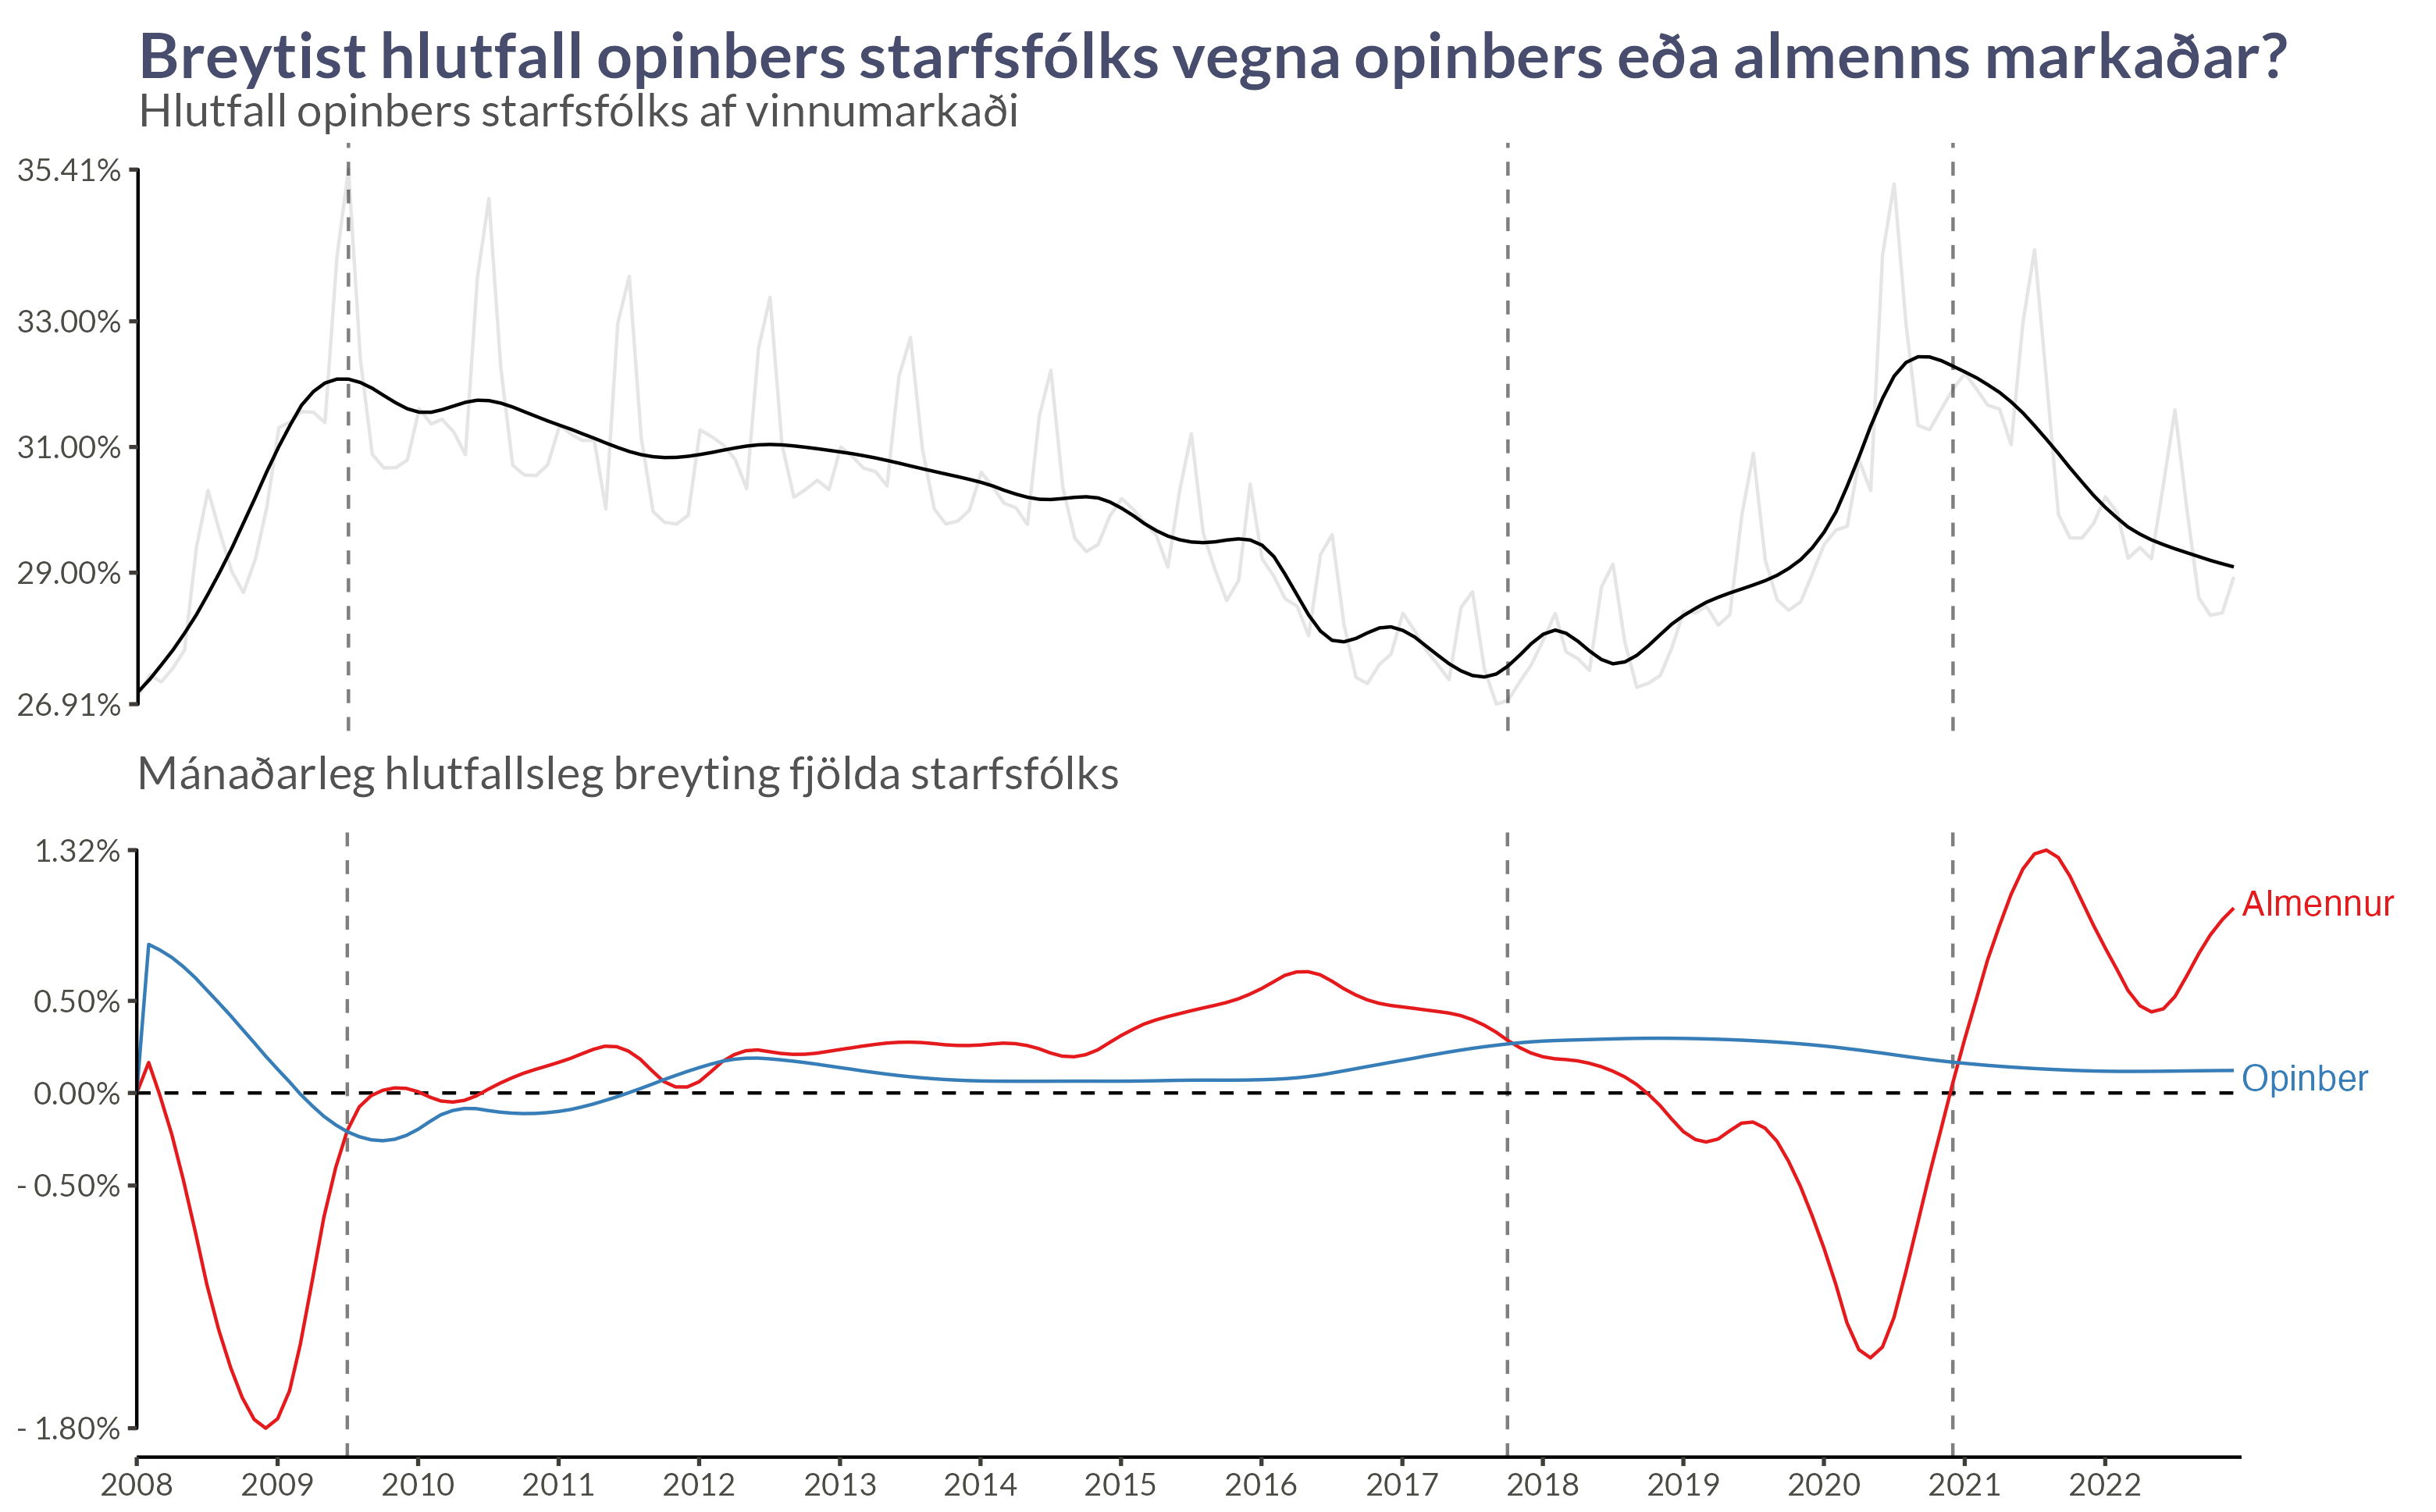 Breytist hlutfall opinbers starfsfólks vegna opinbers eða almenns markaðar?
Hlutfall opinbers starfsfólks af vinnumarkaði
35.41%
33.00%
31.00%
29.00%
26.91%
Mánaðarleg hlutfallsleg breyting fjölda starfsfólks
1.32%
0.50%
0.00%
- 0.50%
- 1.80%
Almennur
Opinber
2008 2009 2010 2011 2012 2013 2014 2015 2016 2017 2018 2019 2020 2021 2022